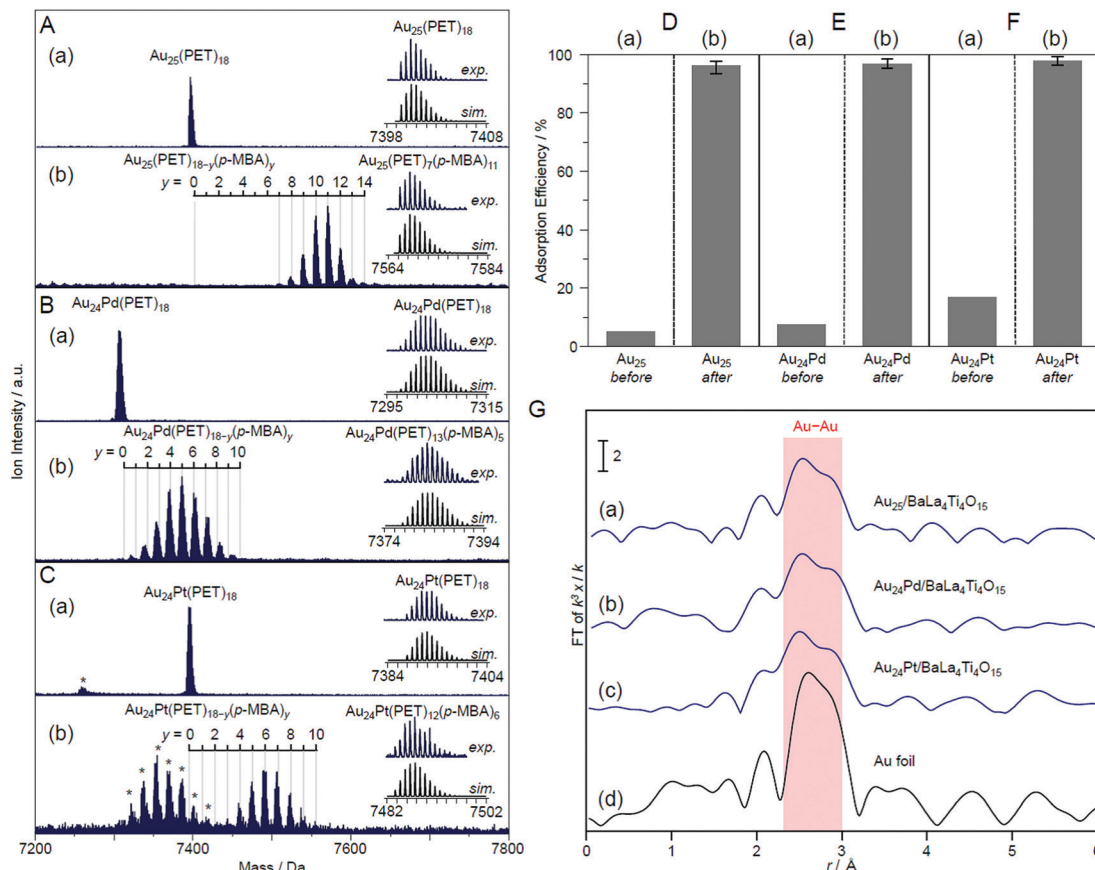 A
(a)
Au25(PET)18
Au25(PET)18
exp.
sim.
7398 7408
(b)
Au25(PET)18−y(p-MBA)y
y = 0 2 4 6 8 10 12 14
Au25(PET)7(p-MBA)11
exp.
sim.
7564 7584
B
(a)
Au24Pd(PET)18
Au24Pd(PET)18
exp.
sim.
7295 7315
(b)
Au24Pd(PET)18−y(p-MBA)y
y = 0 2 4 6 8 10
Au24Pd(PET)13(p-MBA)5
exp.
sim.
7374 7394
C
(a)
Au24Pt(PET)18
*
Au24Pt(PET)18
exp.
sim.
7384 7404
(b)
Au24Pt(PET)18−y(p-MBA)y
y = 0 2 4 6 8 10
* * * * * * *
Au24Pt(PET)12(p-MBA)6
exp.
sim.
7482 7502
7200 7400 7600 7800
Mass / Da
Ion Intensity / a.u.
D E F
(a) (b) (a) (b) (a) (b)
100
80
60
40
20
0
Adsorption Efficiency / %
Au25 Au25 Au24Pd Au24Pd Au24Pt Au24Pt
before after before after before after
G
Au−Au
2
(a)
Au25/BaLa4Ti4O15
(b)
Au24Pd/BaLa4Ti4O15
(c)
Au24Pt/BaLa4Ti4O15
(d)
Au foil
FT of k3 x / k
0 1 2 3 4 5 6
r / Å